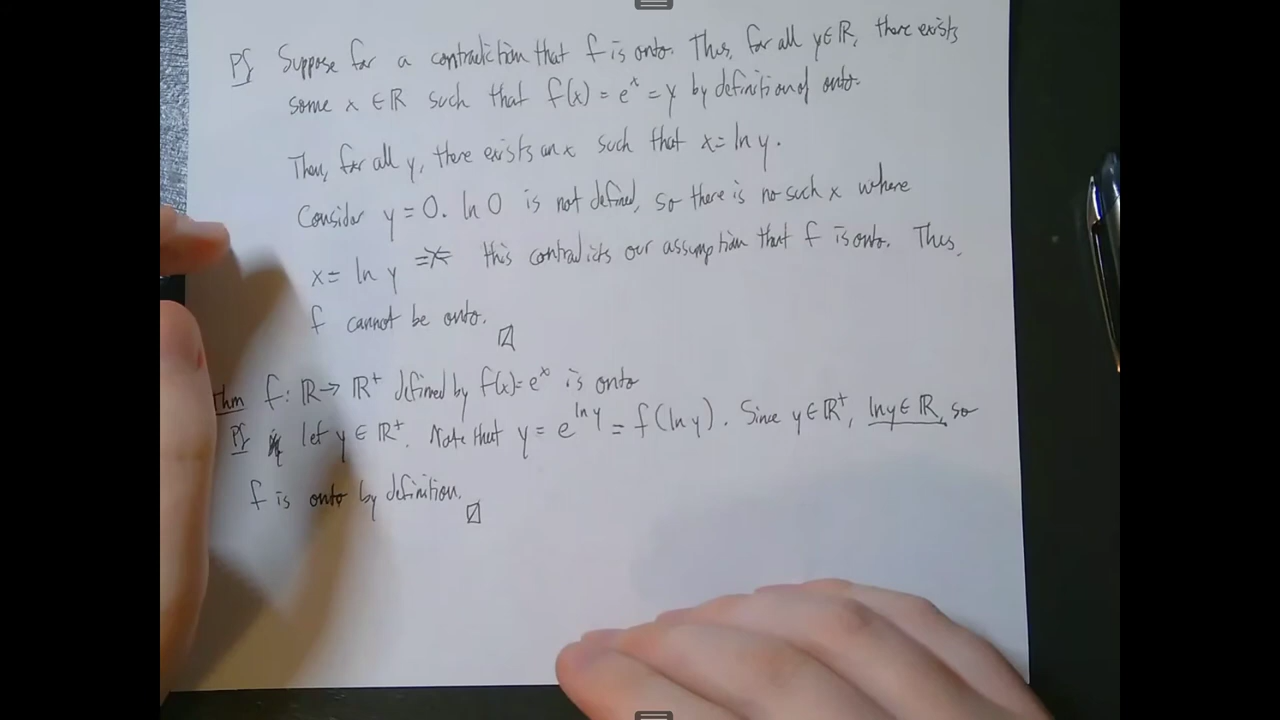 Pf Suppose for a contradiction that f is onto. Thus, for all y∈ℝ, there exists
some x ∈ℝ such that f(x) = eˣ = y by definition of onto.
Then, for all y, there exists an x such that x = ln y.
Consider y = 0. ln 0 is not defined, so there is no such x where
x = ln y =><= this contradicts our assumption that f is onto. Thus,
f cannot be onto.
Thm f: ℝ → ℝ⁺ defined by f(x) = eˣ is onto
Pf let y ∈ ℝ⁺. Note that y = e^{ln y} = f(ln y). Since y∈ℝ⁺, ln y ∈ ℝ, so
f is onto by definition.